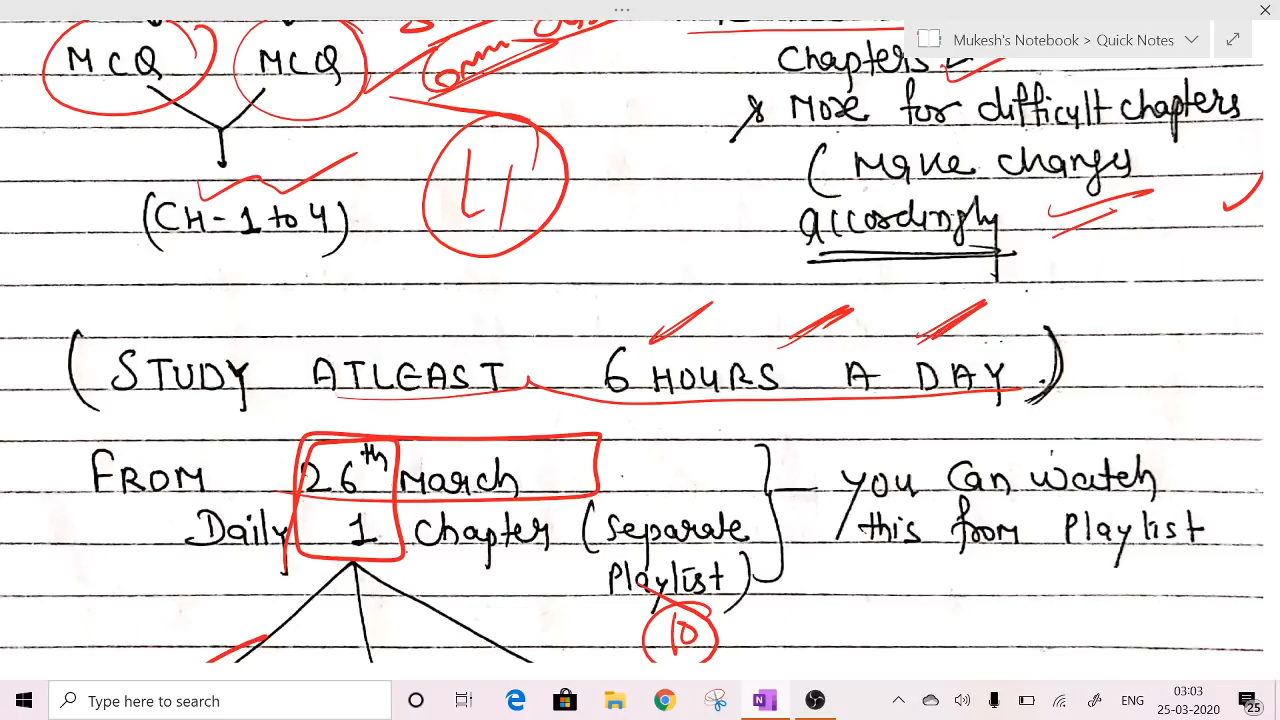 Mukesh's Notebook > Quick Notes
MCQ MCQ
Chapters
* More for difficult chapters
(Make changes
accordingly
(CH-1 to 4)
(STUDY ATLEAST 6 HOURS A DAY.)
FROM 26th March
Daily 1 Chapter (Separate
Playlist)
You Can watch
this from Playlist
10
Type here to search
ENG
03:03
25-03-2020
25